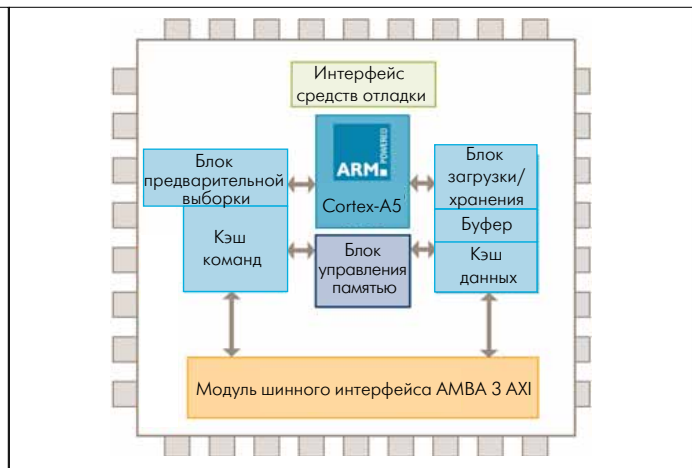 Интерфейс
средств отладки
ARM
POWERED
Cortex-A5
Блок
предварительной
выборки
Кэш
команд
Блок
управления
памятью
Блок
загрузки/
хранения
Буфер
Кэш
данных
Модуль шинного интерфейса AMBA 3 AXI